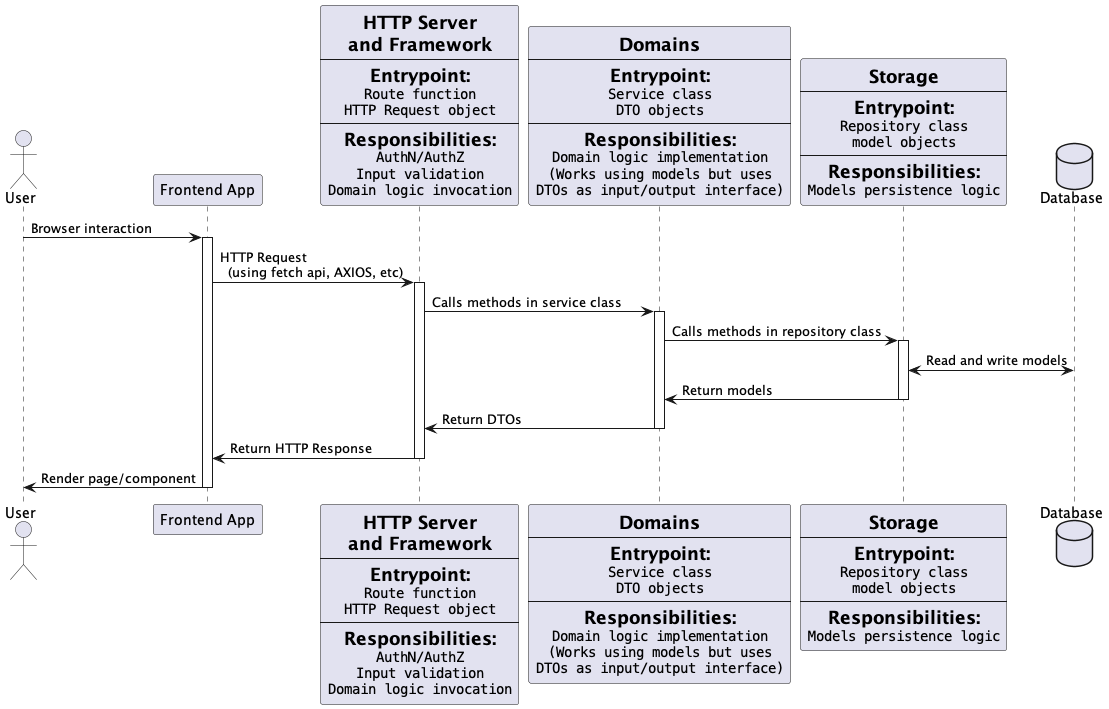 HTTP Server
and Framework
Entrypoint:
Route function
HTTP Request object
Responsibilities:
AuthN/AuthZ
Input validation
Domain logic invocation
Domains
Entrypoint:
Service class
DTO objects
Responsibilities:
Domain logic implementation
(Works using models but uses
DTOs as input/output interface)
Storage
Entrypoint:
Repository class
model objects
Responsibilities:
Models persistence logic
User
Frontend App
Database
Browser interaction
HTTP Request
(using fetch api, AXIOS, etc)
Calls methods in service class
Calls methods in repository class
Read and write models
Return models
Return DTOs
Return HTTP Response
Render page/component
User
Frontend App
HTTP Server
and Framework
Entrypoint:
Route function
HTTP Request object
Responsibilities:
AuthN/AuthZ
Input validation
Domain logic invocation
Domains
Entrypoint:
Service class
DTO objects
Responsibilities:
Domain logic implementation
(Works using models but uses
DTOs as input/output interface)
Storage
Entrypoint:
Repository class
model objects
Responsibilities:
Models persistence logic
Database